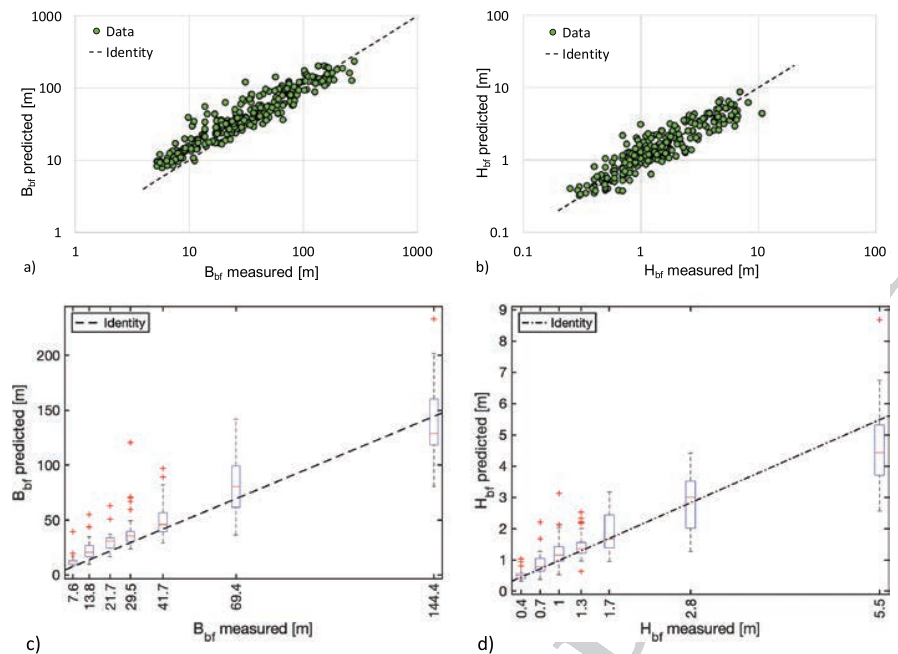 1000
100
10
1
B_bf predicted [m]
Data
Identity
1 10 100 1000
B_bf measured [m]
a)
100
10
1
0.1
H_bf predicted [m]
Data
Identity
0.1 1 10 100
H_bf measured [m]
b)
Identity
200
150
100
50
0
B_bf predicted [m]
7.6 13.8 21.7 29.5 41.7 69.4 144.4
B_bf measured [m]
c)
Identity
9
8
7
6
5
4
3
2
1
0
H_bf predicted [m]
0.4 0.7 1 1.3 1.7 2.8 5.5
H_bf measured [m]
d)